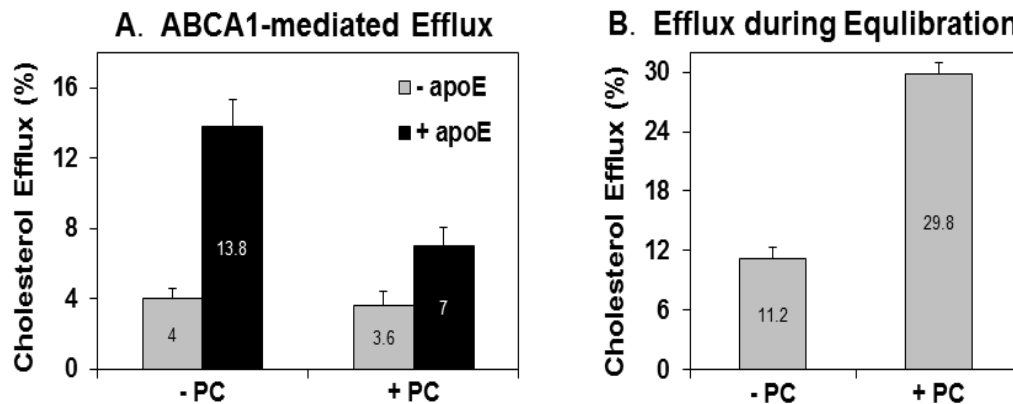 A. ABCA1-mediated Efflux
Cholesterol Efflux (%)
16
12
8
4
0
- apoE
+ apoE
4
13.8
3.6
7
- PC
+ PC
B. Efflux during Equlibration
Cholesterol Efflux (%)
30
24
18
12
6
0
11.2
29.8
- PC
+ PC